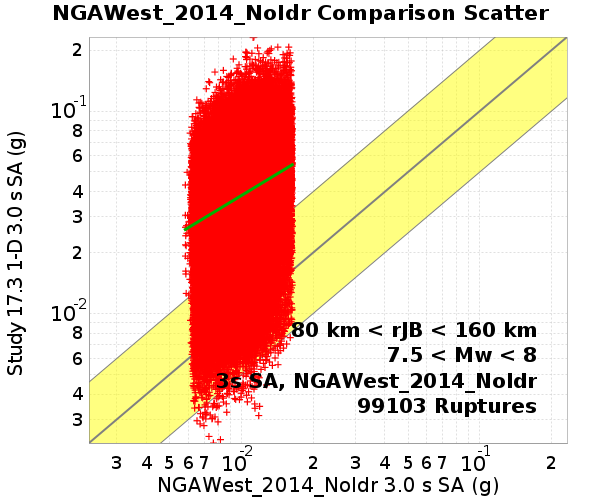 NGAWest_2014_NoIdr Comparison Scatter
Study 17.3 1-D 3.0 s SA (g)
2
10^-1
8
6
4
3
2
10^-2
8
6
4
3
80 km < rJB < 160 km
7.5 < Mw < 8
3s SA, NGAWest_2014_NoIdr
99103 Ruptures
3 4 5 6 7 10^-2 2 3 4 5 6 7 10^-1 2
NGAWest_2014_NoIdr 3.0 s SA (g)